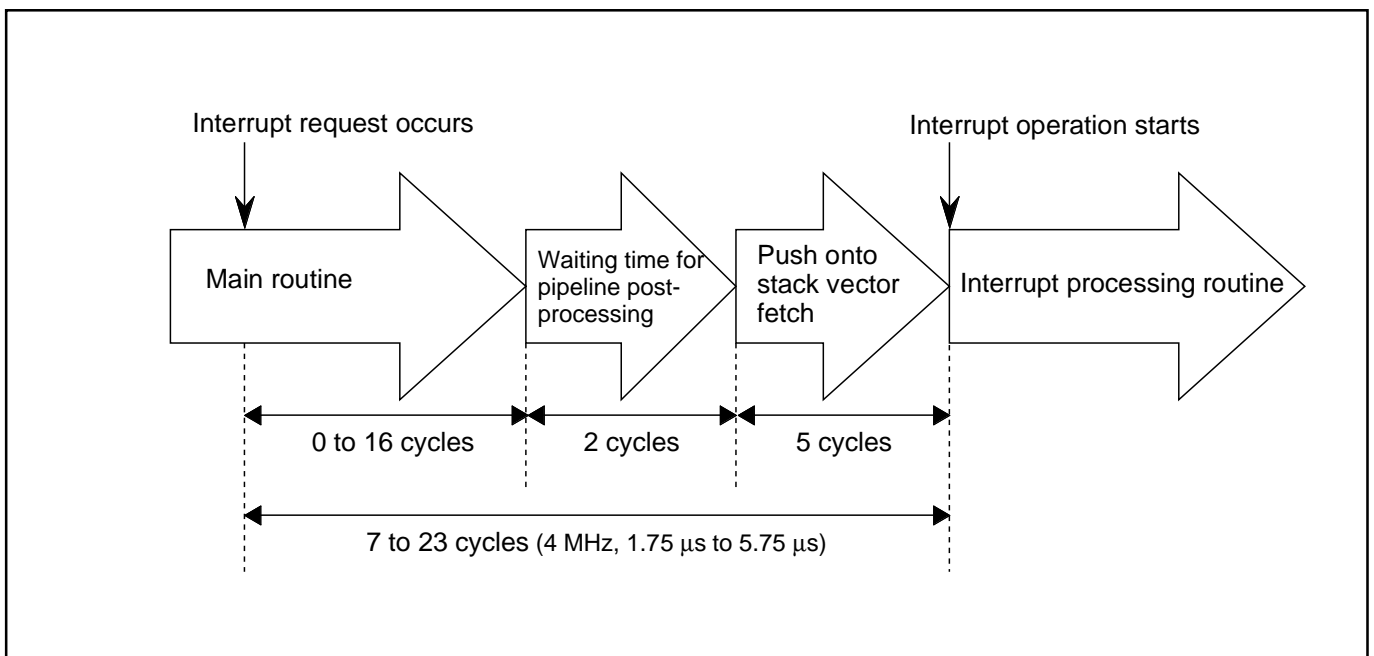 Interrupt request occurs
Interrupt operation starts
Main routine
Waiting time for
pipeline post-
processing
Push onto
stack vector
fetch
Interrupt processing routine
0 to 16 cycles
2 cycles
5 cycles
7 to 23 cycles (4 MHz, 1.75 μs to 5.75 μs)